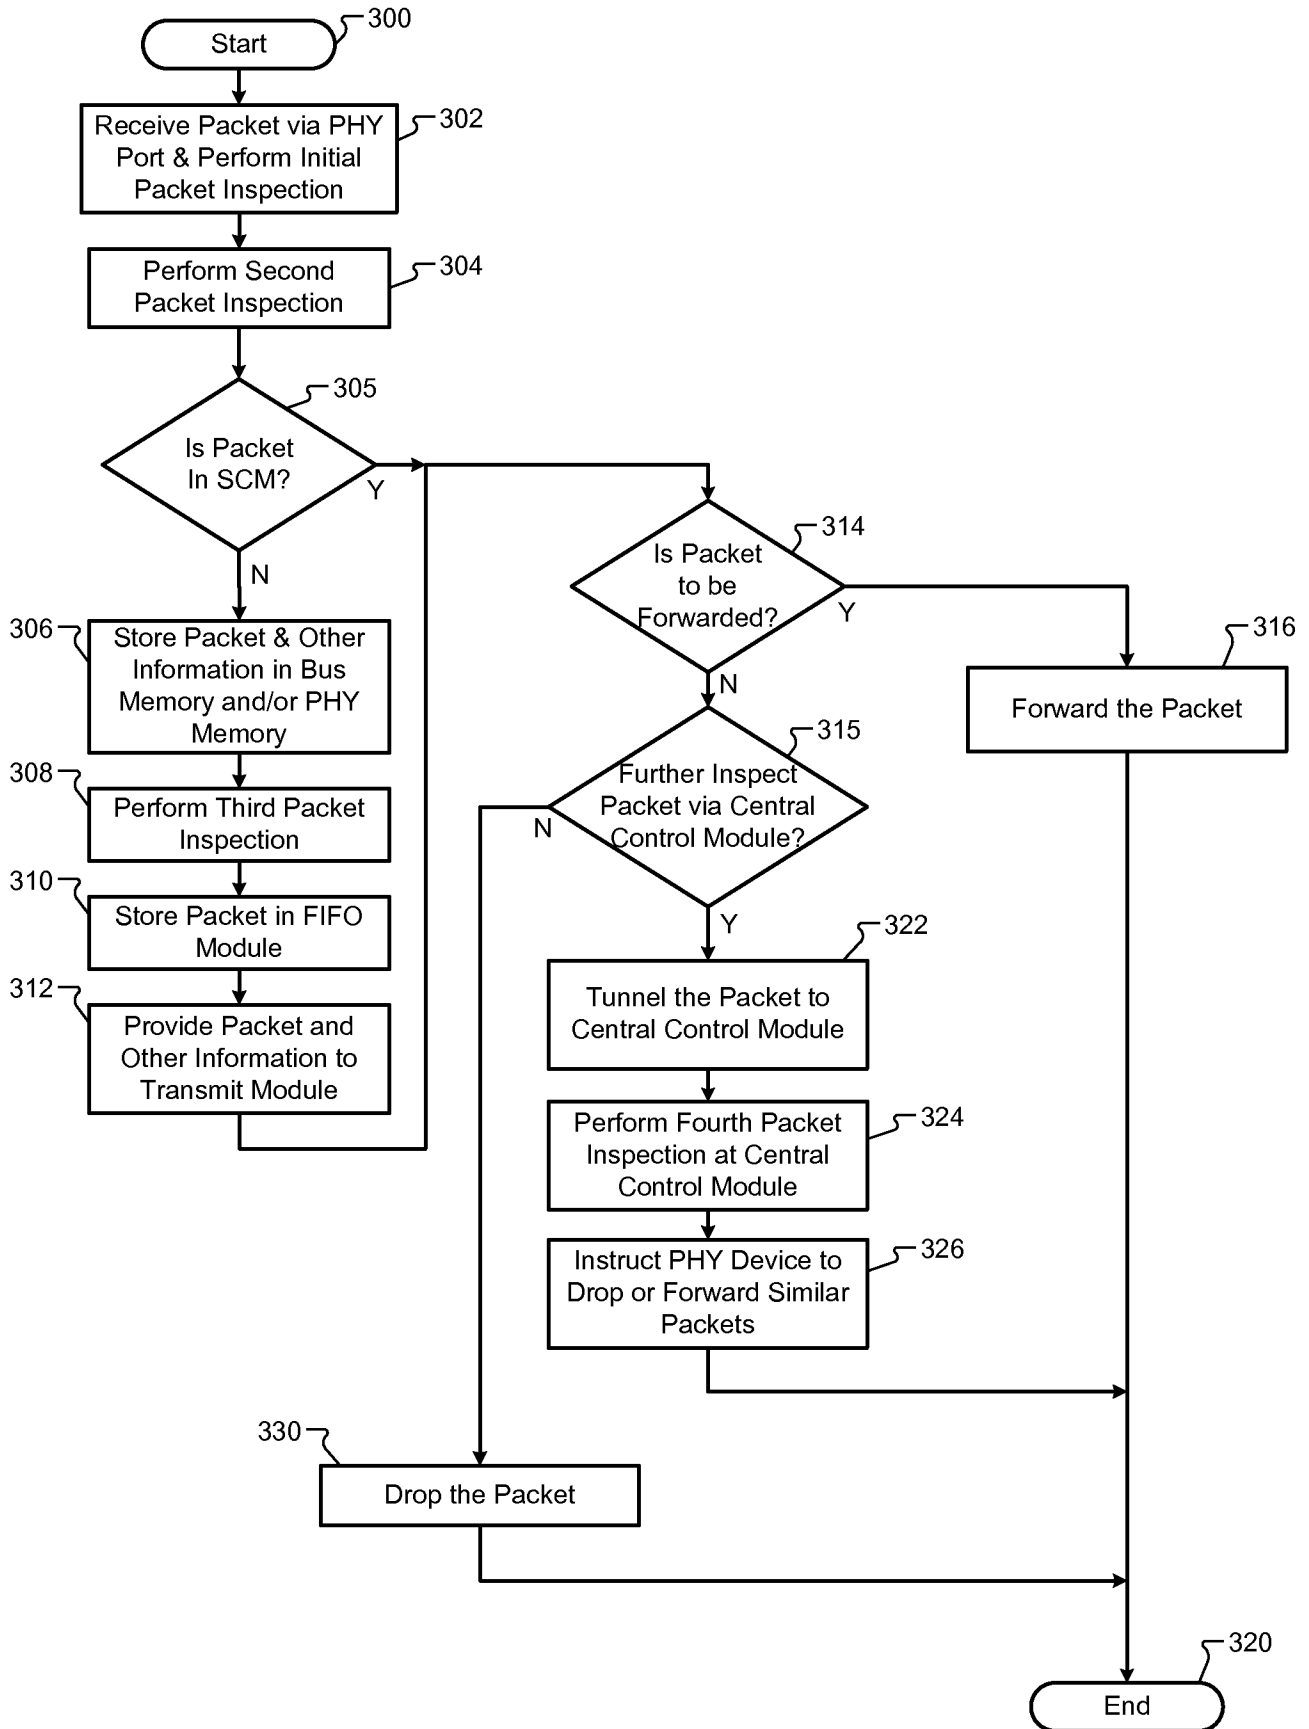 300
Start
302
Receive Packet via PHY
Port & Perform Initial
Packet Inspection
304
Perform Second
Packet Inspection
305
Is Packet
In SCM?
Y
N
306
Store Packet & Other
Information in Bus
Memory and/or PHY
Memory
308
Perform Third Packet
Inspection
310
Store Packet in FIFO
Module
312
Provide Packet and
Other Information to
Transmit Module
314
Is Packet
to be
Forwarded?
Y
N
316
Forward the Packet
315
Further Inspect
Packet via Central
Control Module?
N
Y
322
Tunnel the Packet to
Central Control Module
324
Perform Fourth Packet
Inspection at Central
Control Module
326
Instruct PHY Device to
Drop or Forward Similar
Packets
330
Drop the Packet
320
End